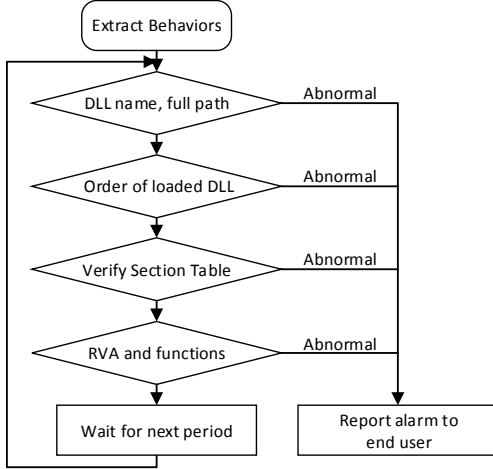 Extract Behaviors
DLL name, full path
Abnormal
Order of loaded DLL
Abnormal
Verify Section Table
Abnormal
RVA and functions
Abnormal
Wait for next period
Report alarm to
end user